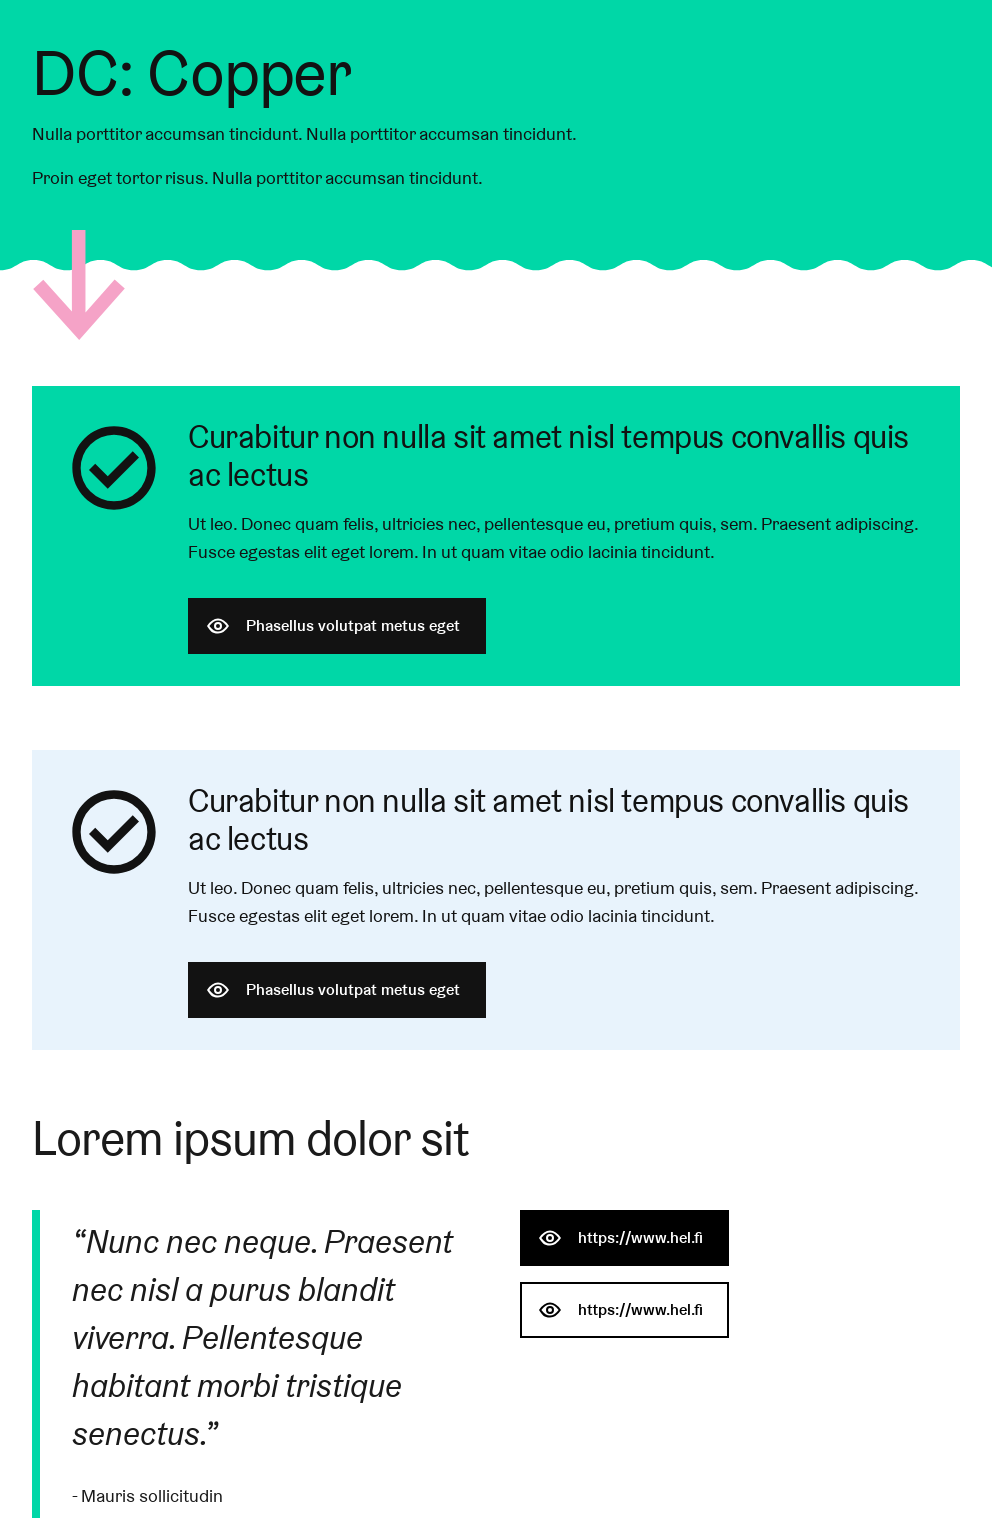 DC: Copper
Nulla porttitor accumsan tincidunt. Nulla porttitor accumsan tincidunt.
Proin eget tortor risus. Nulla porttitor accumsan tincidunt.
Curabitur non nulla sit amet nisl tempus convallis quis
ac lectus
Ut leo. Donec quam felis, ultricies nec, pellentesque eu, pretium quis, sem. Praesent adipiscing.
Fusce egestas elit eget lorem. In ut quam vitae odio lacinia tincidunt.
Phasellus volutpat metus eget
Curabitur non nulla sit amet nisl tempus convallis quis
ac lectus
Ut leo. Donec quam felis, ultricies nec, pellentesque eu, pretium quis, sem. Praesent adipiscing.
Fusce egestas elit eget lorem. In ut quam vitae odio lacinia tincidunt.
Phasellus volutpat metus eget
Lorem ipsum dolor sit
“Nunc nec neque. Praesent
nec nisl a purus blandit
viverra. Pellentesque
habitant morbi tristique
senectus.”
- Mauris sollicitudin
https://www.hel.fi
https://www.hel.fi